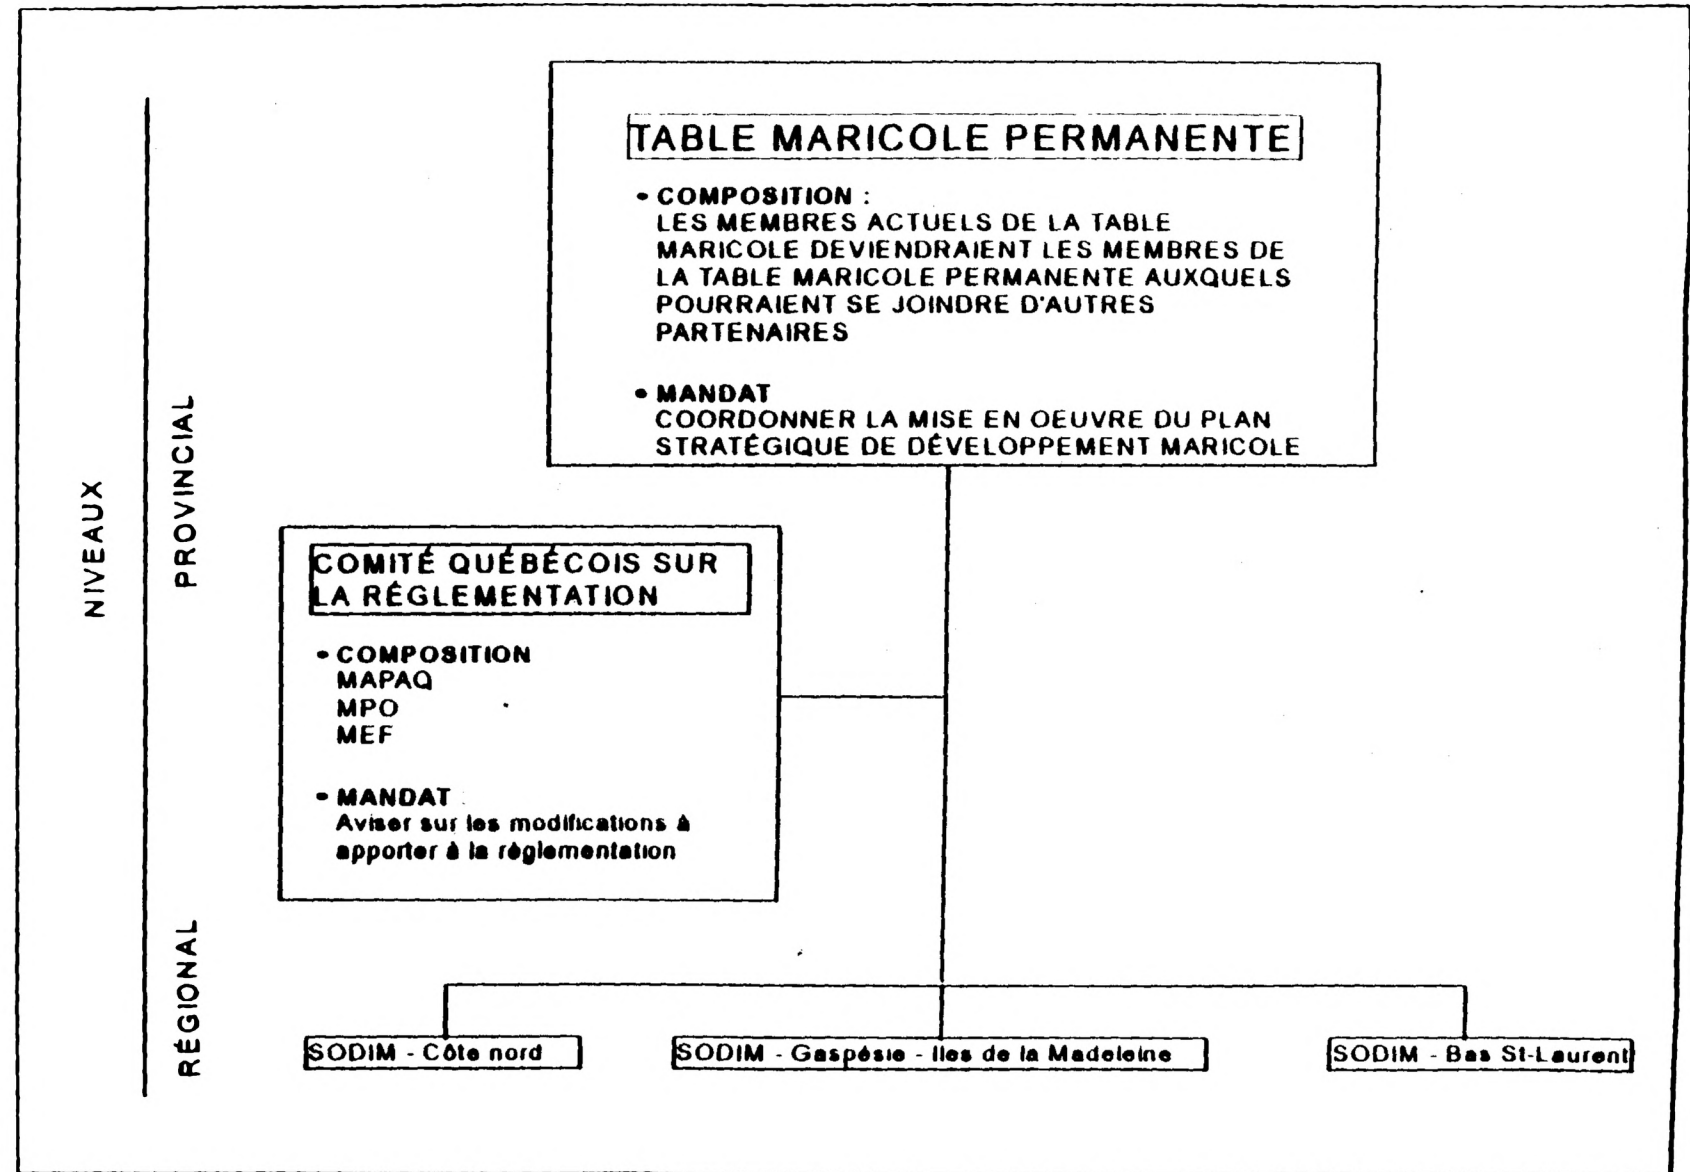 NIVEAUX
PROVINCIAL
RÉGIONAL
TABLE MARICOLE PERMANENTE
• COMPOSITION :
LES MEMBRES ACTUELS DE LA TABLE
MARICOLE DEVIENDRAIENT LES MEMBRES DE
LA TABLE MARICOLE PERMANENTE AUXQUELS
POURRAIENT SE JOINDRE D'AUTRES
PARTENAIRES
• MANDAT
COORDONNER LA MISE EN OEUVRE DU PLAN
STRATÉGIQUE DE DÉVELOPPEMENT MARICOLE
COMITÉ QUÉBÉCOIS SUR
LA RÉGLEMENTATION
• COMPOSITION
MAPAQ
MPO
MEF
• MANDAT :
Aviser sur les modifications à
apporter à la réglementation
SODIM - Côte nord
SODIM - Gaspésie - Iles de la Madeleine
SODIM - Bas St-Laurent